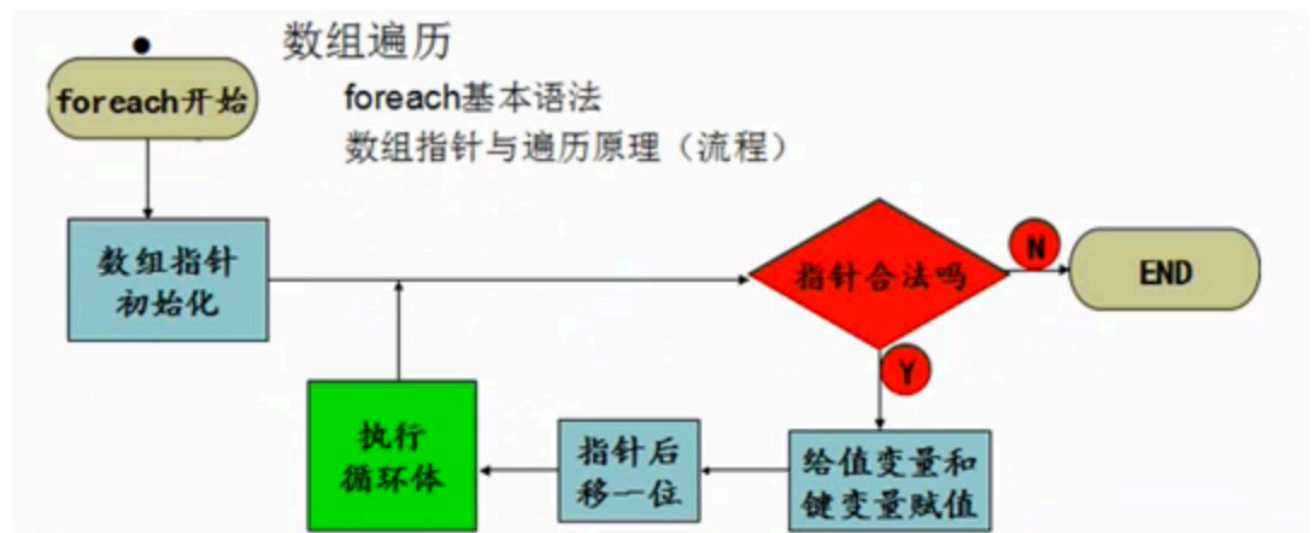 数组遍历
foreach基本语法
数组指针与遍历原理（流程）
foreach开始
数组指针
初始化
指针合法吗
N
END
Y
给值变量和
键变量赋值
指针后
移一位
执行
循环体